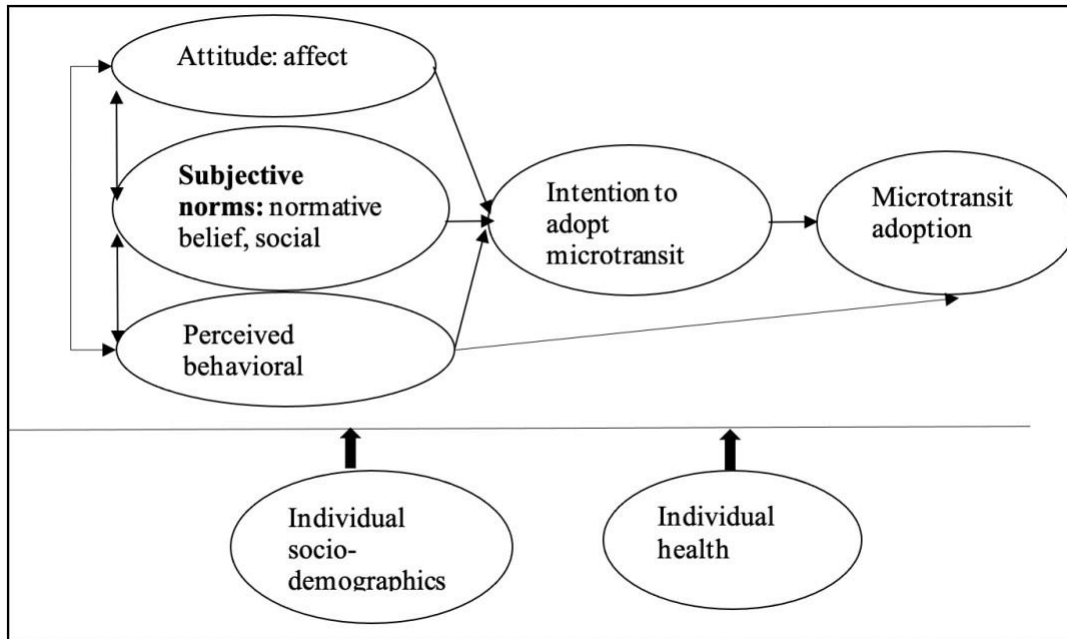 Attitude: affect
Subjective
norms: normative
belief, social
Intention to
adopt
microtransit
Microtransit
adoption
Perceived
behavioral
Individual
socio-
demographics
Individual
health